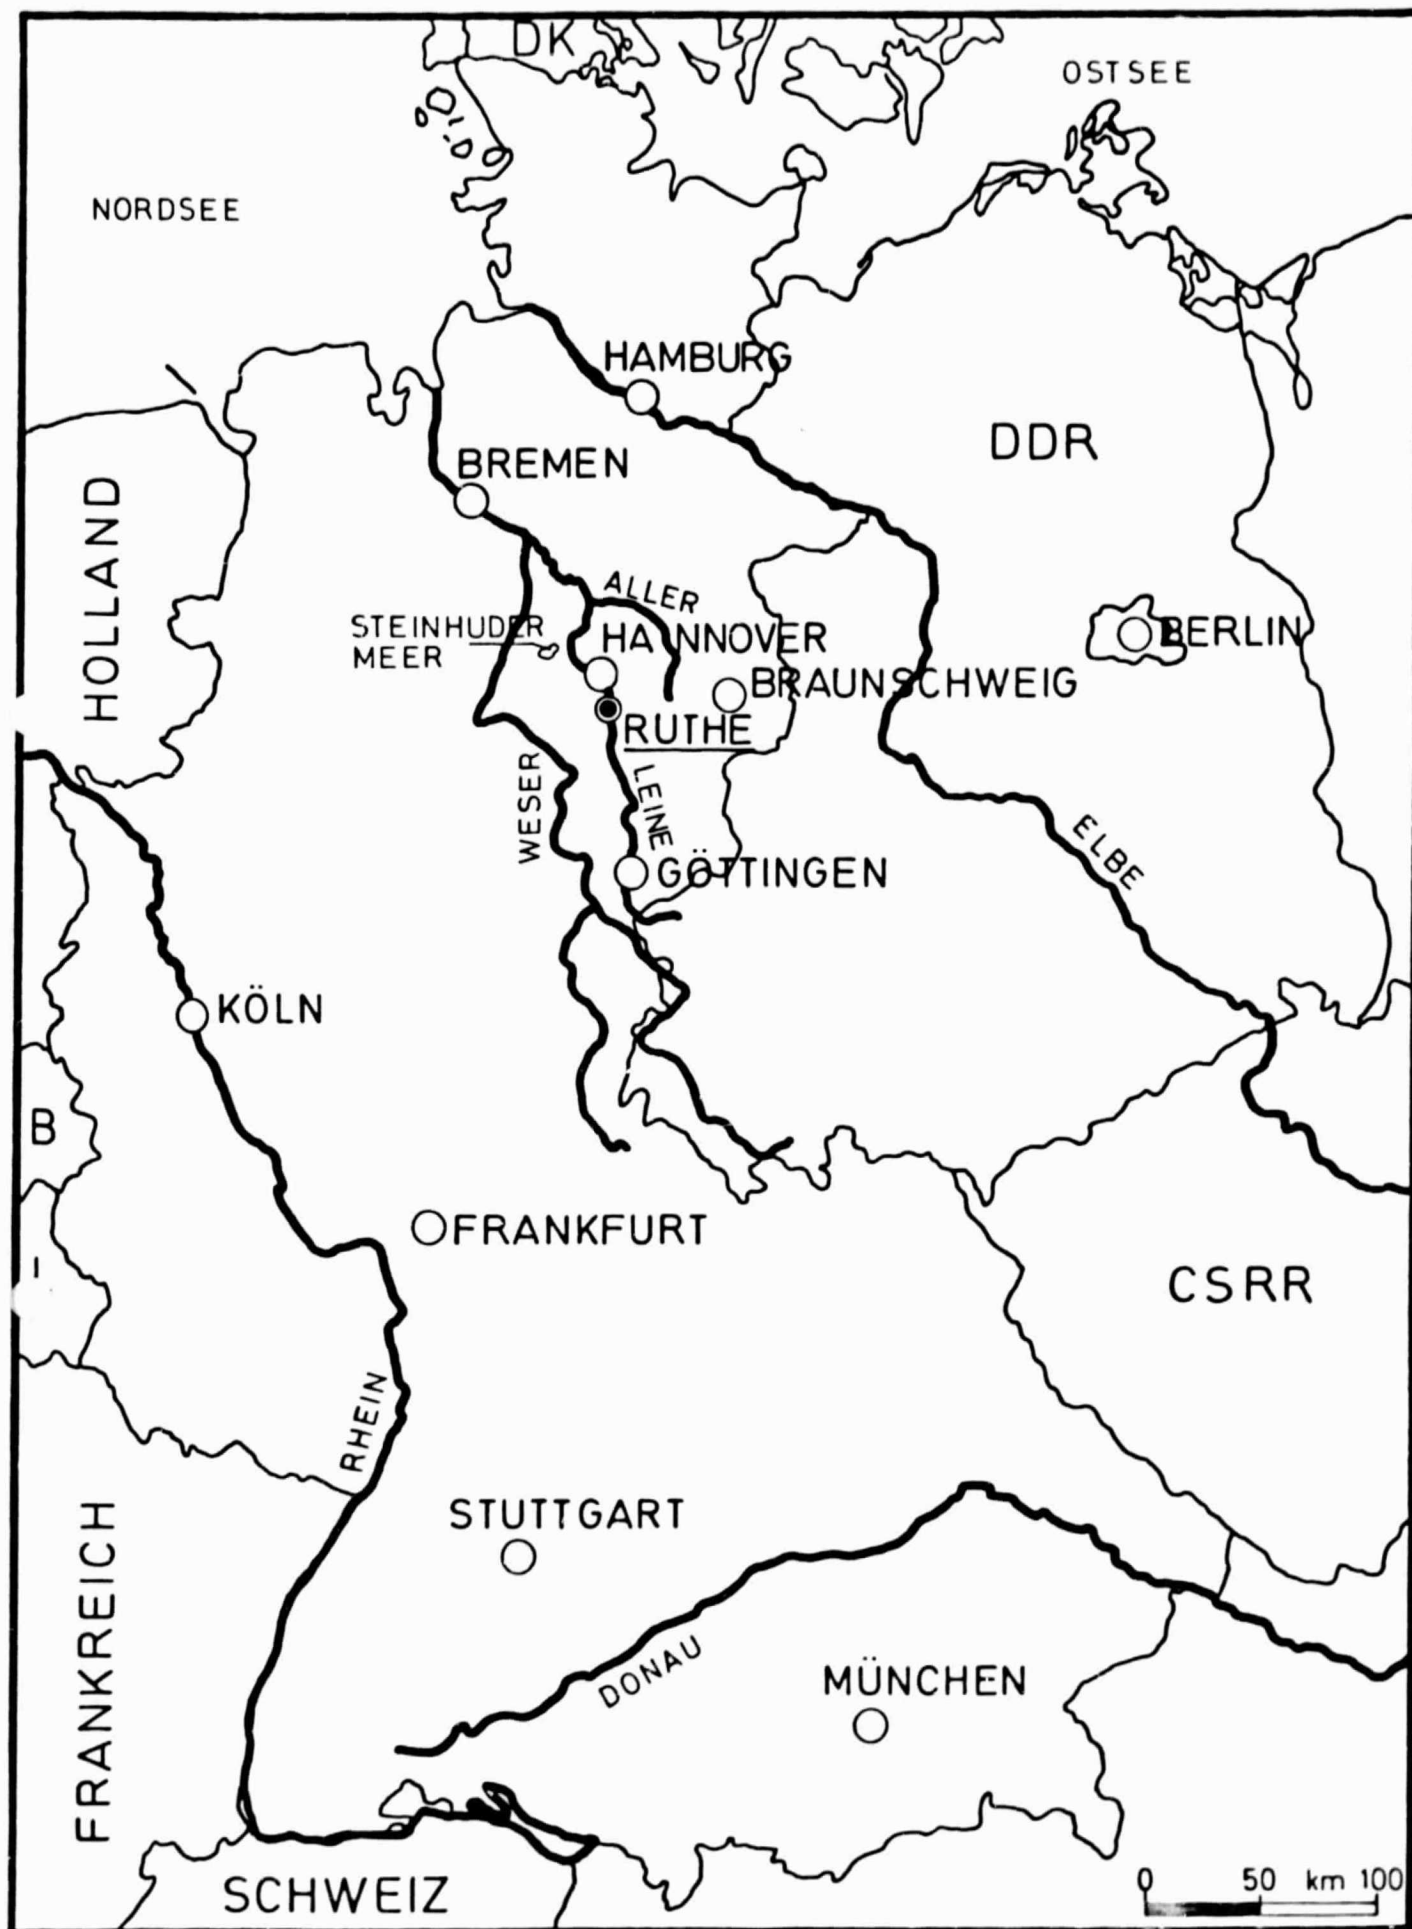 DK
OSTSEE
NORDSEE
HAMBURG
DDR
BREMEN
HOLLAND
ALLER
STEINHUDER
MEER
HANNOVER
BERLIN
BRAUNSCHWEIG
RUTHE
WESER
LEINE
ELBE
GÖTTINGEN
KÖLN
B
FRANKFURT
CSRR
RHEIN
STUTTGART
FRANKREICH
DONAU
MÜNCHEN
SCHWEIZ
0 50 km 100